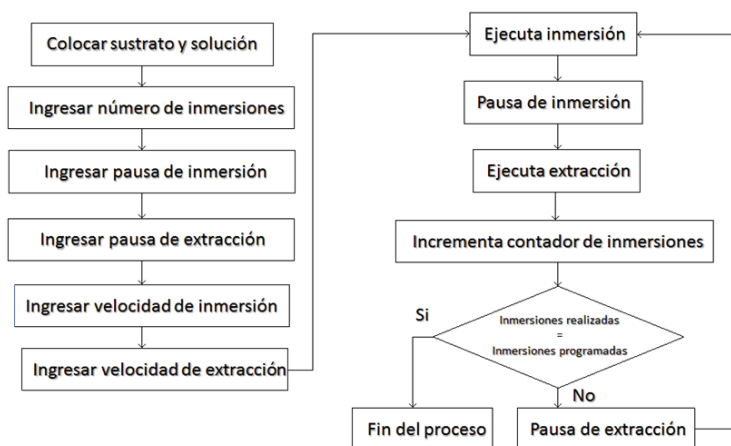 Colocar sustrato y solución
Ingresar número de inmersiones
Ingresar pausa de inmersión
Ingresar pausa de extracción
Ingresar velocidad de inmersión
Ingresar velocidad de extracción
Ejecuta inmersión
Pausa de inmersión
Ejecuta extracción
Incrementa contador de inmersiones
Si
Inmersiones realizadas
=
Inmersiones programadas
No
Fin del proceso
Pausa de extracción